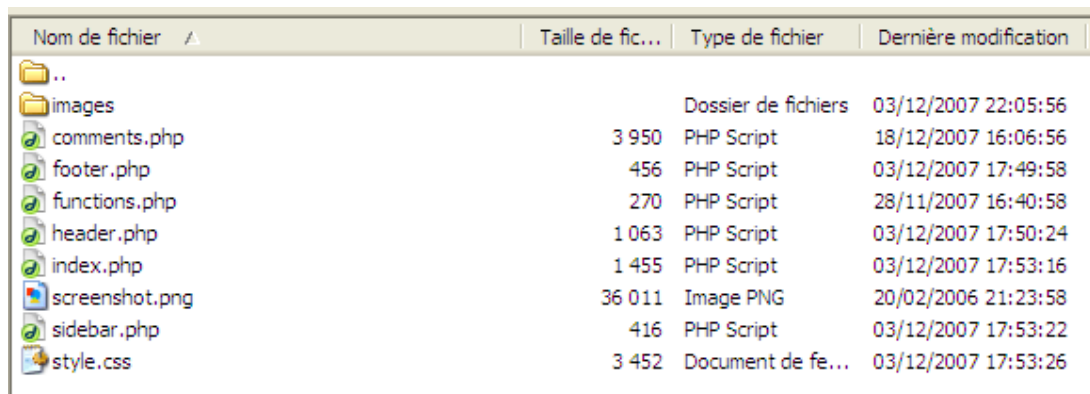 Nom de fichier Taille de fic... Type de fichier Dernière modification
..
images Dossier de fichiers 03/12/2007 22:05:56
comments.php 3 950 PHP Script 18/12/2007 16:06:56
footer.php 456 PHP Script 03/12/2007 17:49:58
functions.php 270 PHP Script 28/11/2007 16:40:58
header.php 1 063 PHP Script 03/12/2007 17:50:24
index.php 1 455 PHP Script 03/12/2007 17:53:16
screenshot.png 36 011 Image PNG 20/02/2006 21:23:58
sidebar.php 416 PHP Script 03/12/2007 17:53:22
style.css 3 452 Document de fe... 03/12/2007 17:53:26